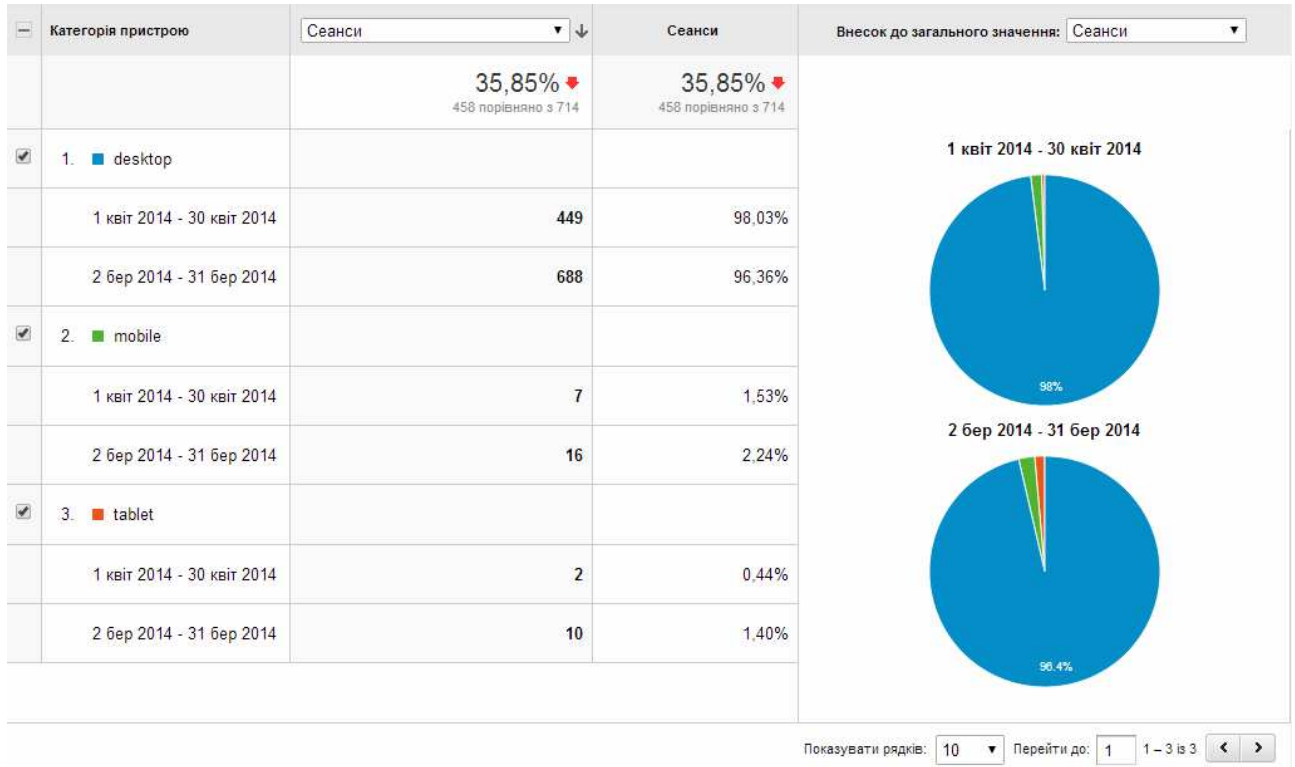 Категорія пристрою Сеанси Сеанси Внесок до загального значення: Сеанси
35,85% 35,85%
458 порівняно з 714 458 порівняно з 714
1. desktop
1 квіт 2014 - 30 квіт 2014 449 98,03%
2 бер 2014 - 31 бер 2014 688 96,36%
2. mobile
1 квіт 2014 - 30 квіт 2014 7 1,53%
2 бер 2014 - 31 бер 2014 16 2,24%
3. tablet
1 квіт 2014 - 30 квіт 2014 2 0,44%
2 бер 2014 - 31 бер 2014 10 1,40%
1 квіт 2014 - 30 квіт 2014
98%
2 бер 2014 - 31 бер 2014
96.4%
Показувати рядків: 10 Перейти до: 1 1 – 3 із 3